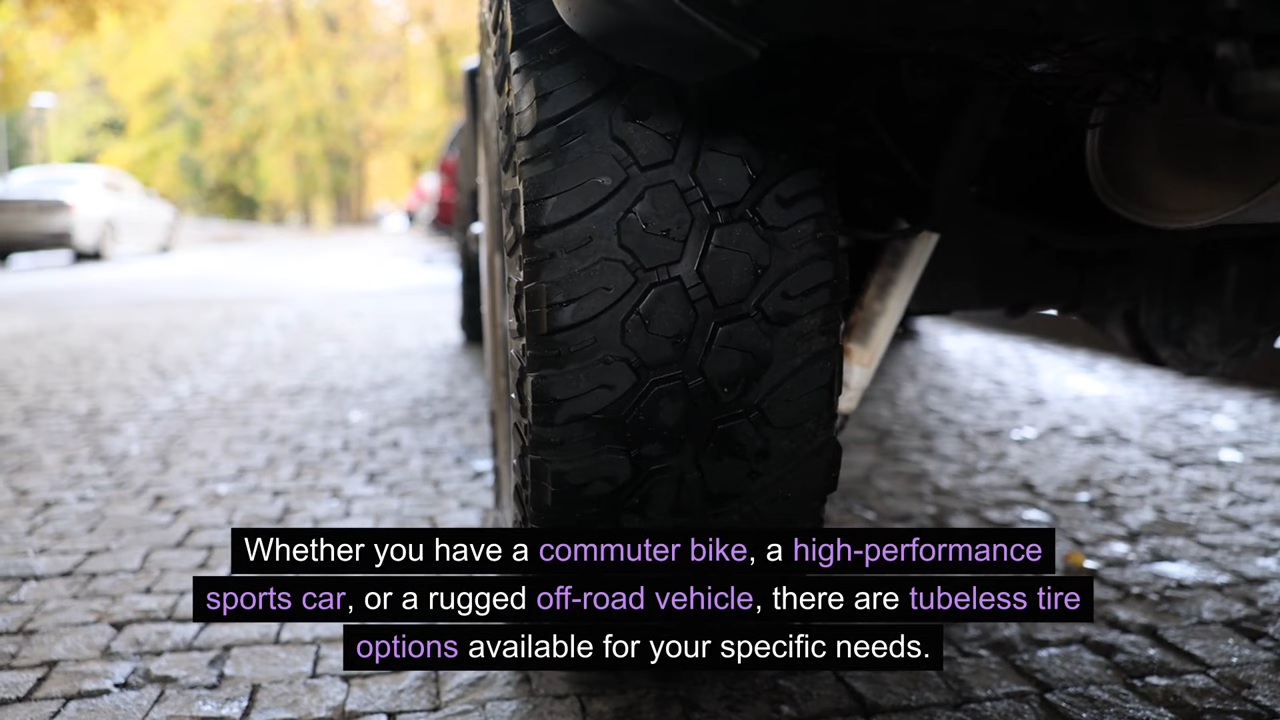 Whether you have a commuter bike, a high-performance
sports car, or a rugged off-road vehicle, there are tubeless tire
options available for your specific needs.